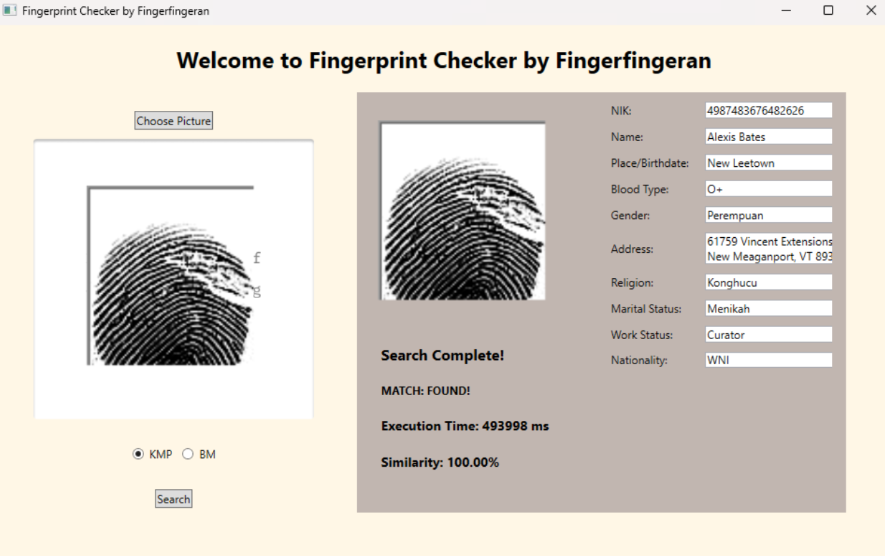 Fingerprint Checker by Fingerfingeran
Welcome to Fingerprint Checker by Fingerfingeran
Choose Picture
f
g
KMP BM
Search
Search Complete!
MATCH: FOUND!
Execution Time: 493998 ms
Similarity: 100.00%
NIK: 4987483676482626
Name: Alexis Bates
Place/Birthdate: New Leetown
Blood Type: O+
Gender: Perempuan
Address: 61759 Vincent Extensions
New Meaganport, VT 893
Religion: Konghucu
Marital Status: Menikah
Work Status: Curator
Nationality: WNI